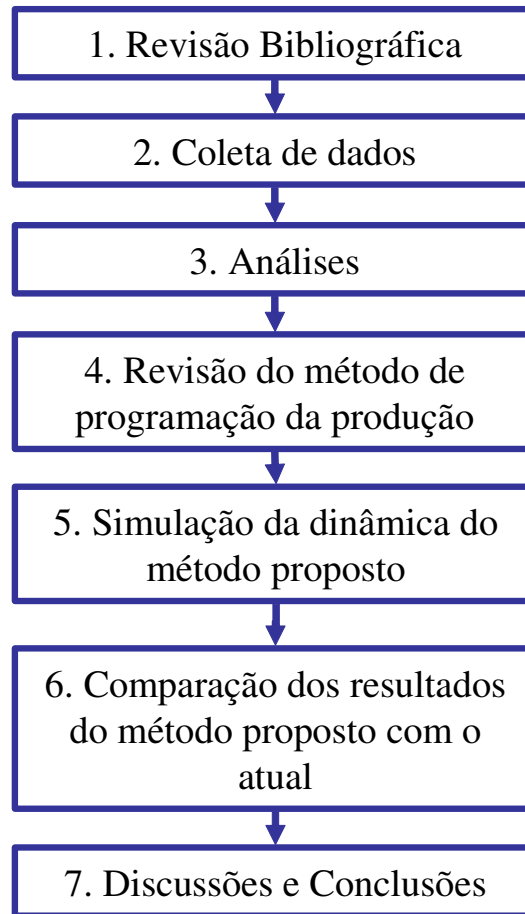 1. Revisão Bibliográfica
2. Coleta de dados
3. Análises
4. Revisão do método de
programação da produção
5. Simulação da dinâmica do
método proposto
6. Comparação dos resultados
do método proposto com o
atual
7. Discussões e Conclusões